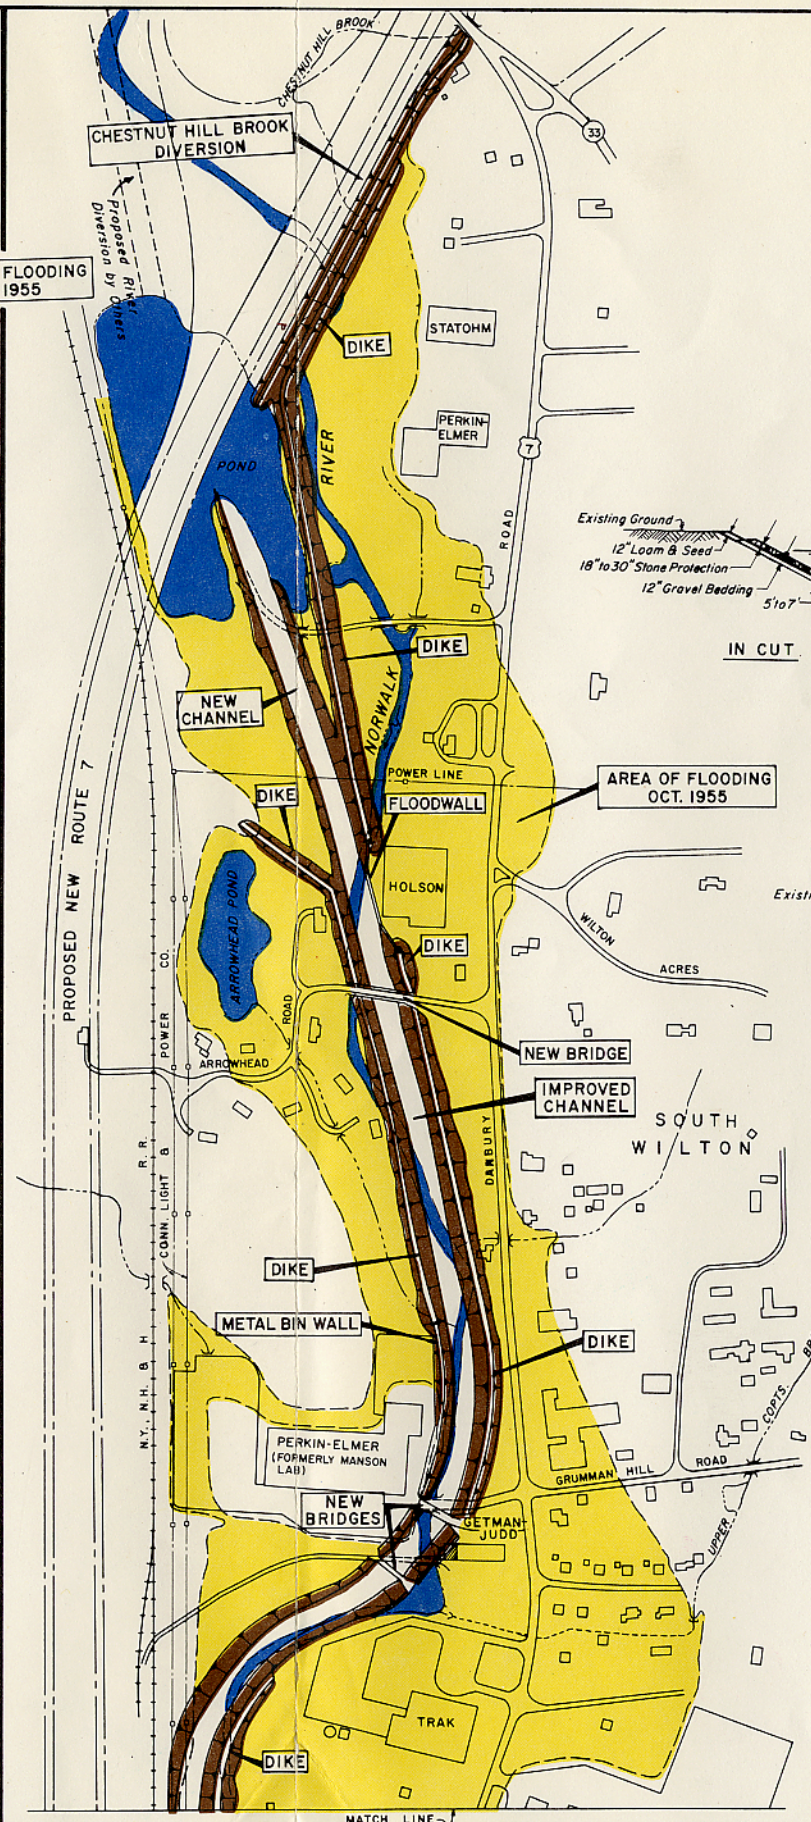 CHESTNUT HILL BROOK
33
CHESTNUT HILL BROOK
DIVERSION
Proposed River
Diversion by Others
FLOODING
1955
STATOHM
DIKE
PERKIN-
ELMER
RIVER
7
POND
ROAD
Existing Ground
12" Loam & Seed
18" to 30" Stone Protection
12" Gravel Bedding
5' to 7'
IN CUT
DIKE
NORWALK
NEW
CHANNEL
POWER LINE
AREA OF FLOODING
OCT. 1955
DIKE
FLOODWALL
PROPOSED NEW ROUTE 7
HOLSON
ARROWHEAD POND
WILTON
ACRES
DIKE
ROAD
ARROWHEAD
NEW BRIDGE
IMPROVED
CHANNEL
SOUTH
WILTON
DANBURY
CONN. LIGHT & POWER CO.
N.Y., N.H. & H R.R.
DIKE
METAL BIN WALL
DIKE
COPTS.
UPPER
PERKIN-ELMER
(FORMERLY MANSON
LAB)
GRUMMAN HILL ROAD
NEW
BRIDGES
GETMAN-
JUDD
TRAK
DIKE
MATCH LINE